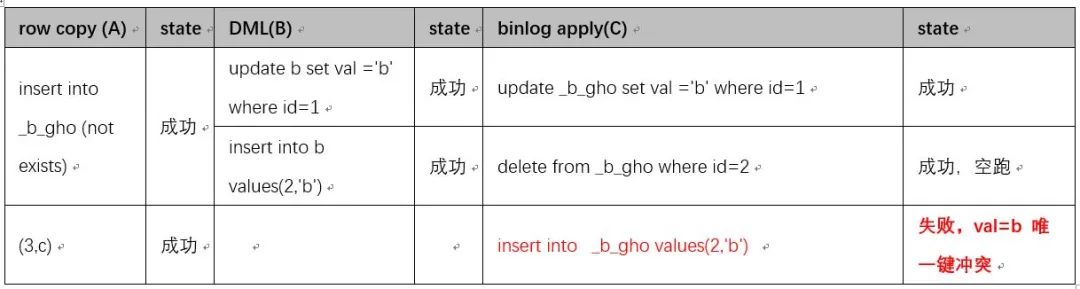 row copy (A) state DML(B) state binlog apply(C) state
insert into
_b_gho (not
exists)
成功
update b set val ='b'
where id=1
成功
update _b_gho set val ='b' where id=1
成功
insert into b
values(2,'b')
成功
delete from _b_gho where id=2
成功，空跑
(3,c)
成功
insert into _b_gho values(2,'b')
失败，val=b 唯
一键冲突